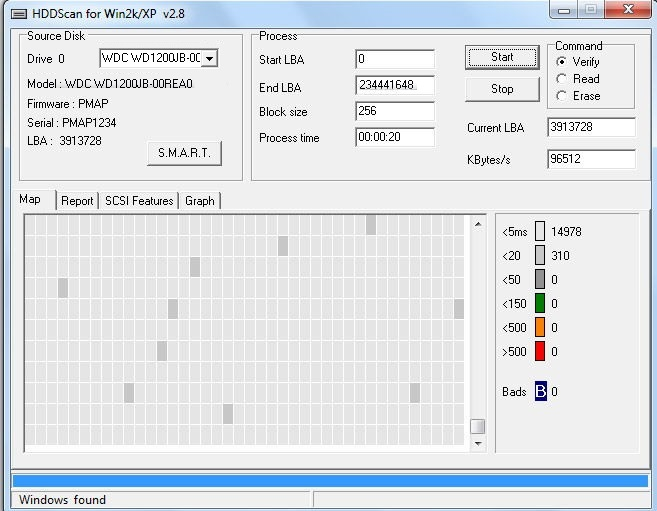 HDDScan for Win2k/XP v2.8
Source Disk
Drive 0 WDC WD1200JB-00
Model : WDC WD1200JB-00REA0
Firmware : PMAP
Serial : PMAP1234
LBA : 3913728
S.M.A.R.T.
Process
Start LBA 0
End LBA 234441648
Block size 256
Process time 00:00:20
Start
Stop
Command
Verify
Read
Erase
Current LBA 3913728
KBytes/s 96512
Map Report SCSI Features Graph
<5ms 14978
<20 310
<50 0
<150 0
<500 0
>500 0
Bads B 0
Windows found